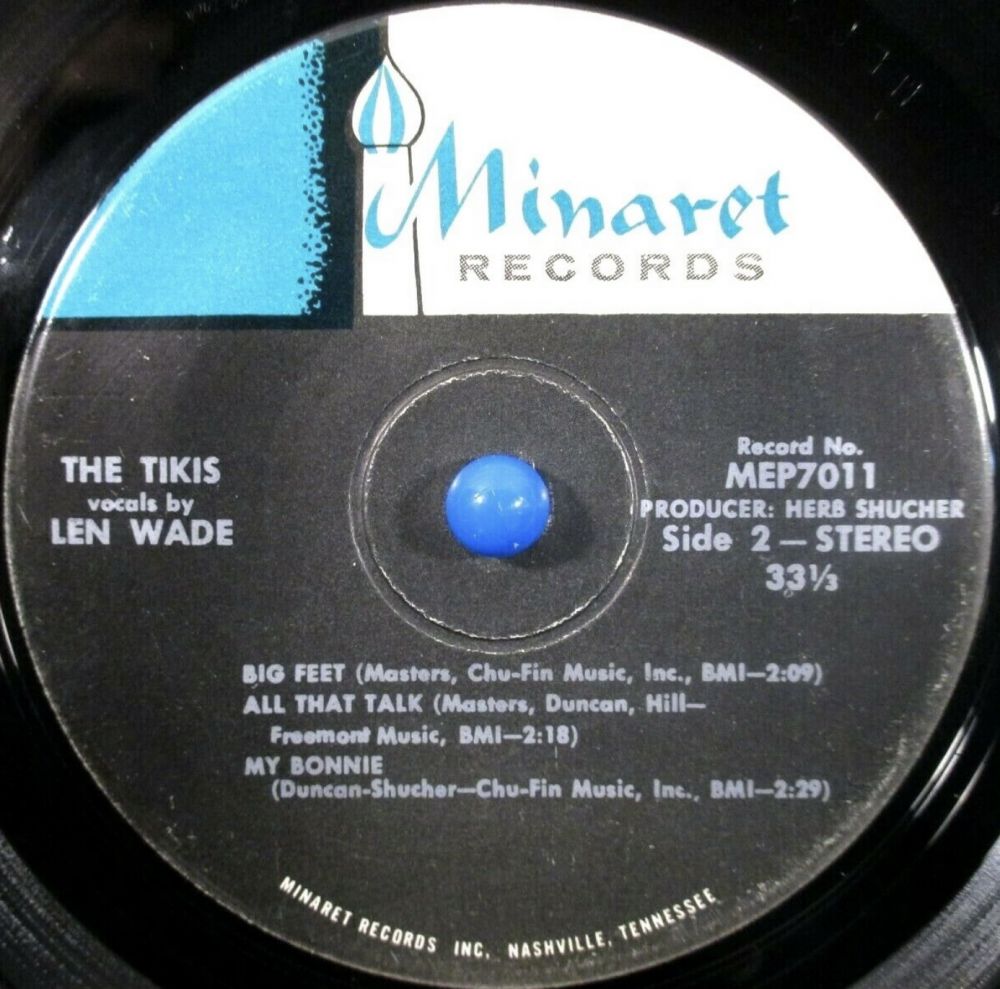 Minaret
RECORDS
THE TIKIS
vocals by
LEN WADE
Record No.
MEP7011
PRODUCER: HERB SHUCHER
Side 2 — STEREO
33⅓
BIG FEET (Masters, Chu-Fin Music, Inc., BMI—2:09)
ALL THAT TALK (Masters, Duncan, Hill—
Freemont Music, BMI—2:18)
MY BONNIE
(Duncan-Shucher—Chu-Fin Music, Inc., BMI—2:29)
MINARET RECORDS INC. NASHVILLE, TENNESSEE